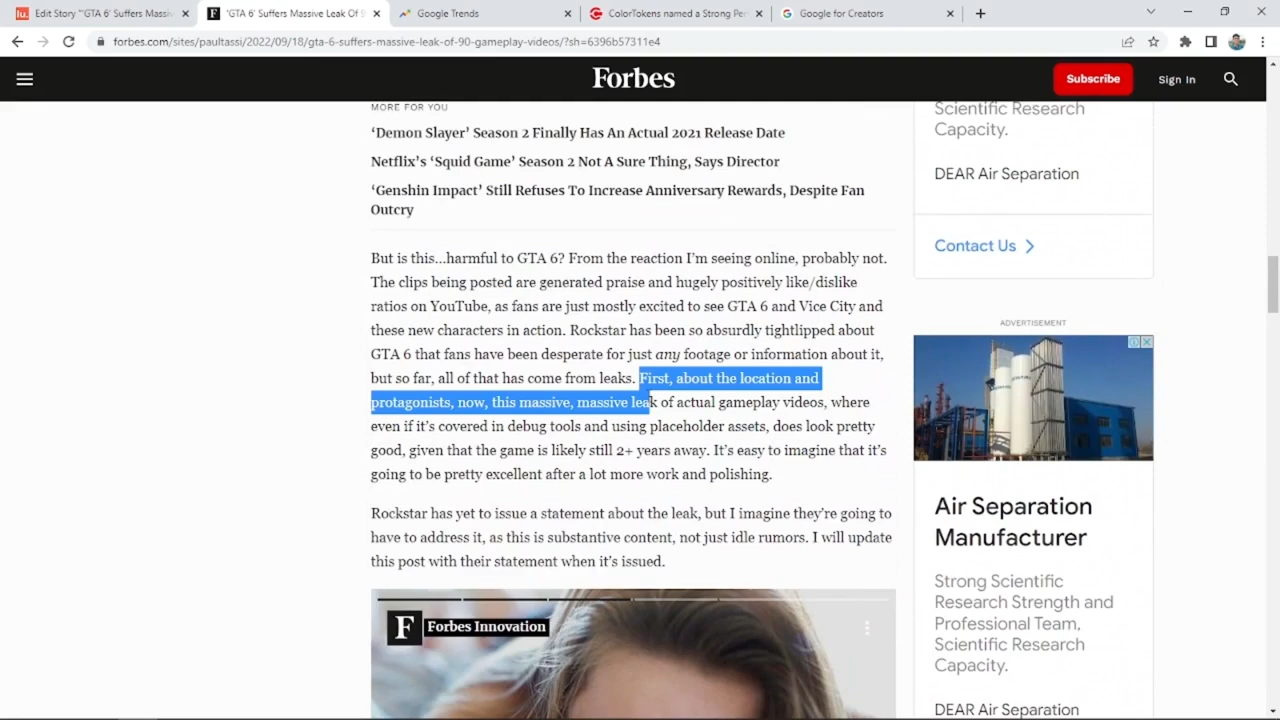 Edit Story "'GTA 6' Suffers Massiv
'GTA 6' Suffers Massive Leak Of 9
Google Trends
ColorTokens named a Strong Per
Google for Creators
forbes.com/sites/paultassi/2022/09/18/gta-6-suffers-massive-leak-of-90-gameplay-videos/?sh=6396b57311e4
Forbes
Subscribe
Sign In
MORE FOR YOU
‘Demon Slayer’ Season 2 Finally Has An Actual 2021 Release Date
Netflix’s ‘Squid Game’ Season 2 Not A Sure Thing, Says Director
‘Genshin Impact’ Still Refuses To Increase Anniversary Rewards, Despite Fan
Outcry
But is this…harmful to GTA 6? From the reaction I’m seeing online, probably not.
The clips being posted are generated praise and hugely positively like/dislike
ratios on YouTube, as fans are just mostly excited to see GTA 6 and Vice City and
these new characters in action. Rockstar has been so absurdly tightlipped about
GTA 6 that fans have been desperate for just any footage or information about it,
but so far, all of that has come from leaks. First, about the location and
protagonists, now, this massive, massive leak of actual gameplay videos, where
even if it’s covered in debug tools and using placeholder assets, does look pretty
good, given that the game is likely still 2+ years away. It’s easy to imagine that it’s
going to be pretty excellent after a lot more work and polishing.
Rockstar has yet to issue a statement about the leak, but I imagine they’re going to
have to address it, as this is substantive content, not just idle rumors. I will update
this post with their statement when it’s issued.
F
Forbes Innovation
Scientific Research
Capacity.
DEAR Air Separation
Contact Us
ADVERTISEMENT
Air Separation
Manufacturer
Strong Scientific
Research Strength and
Professional Team,
Scientific Research
Capacity.
DEAR Air Separation